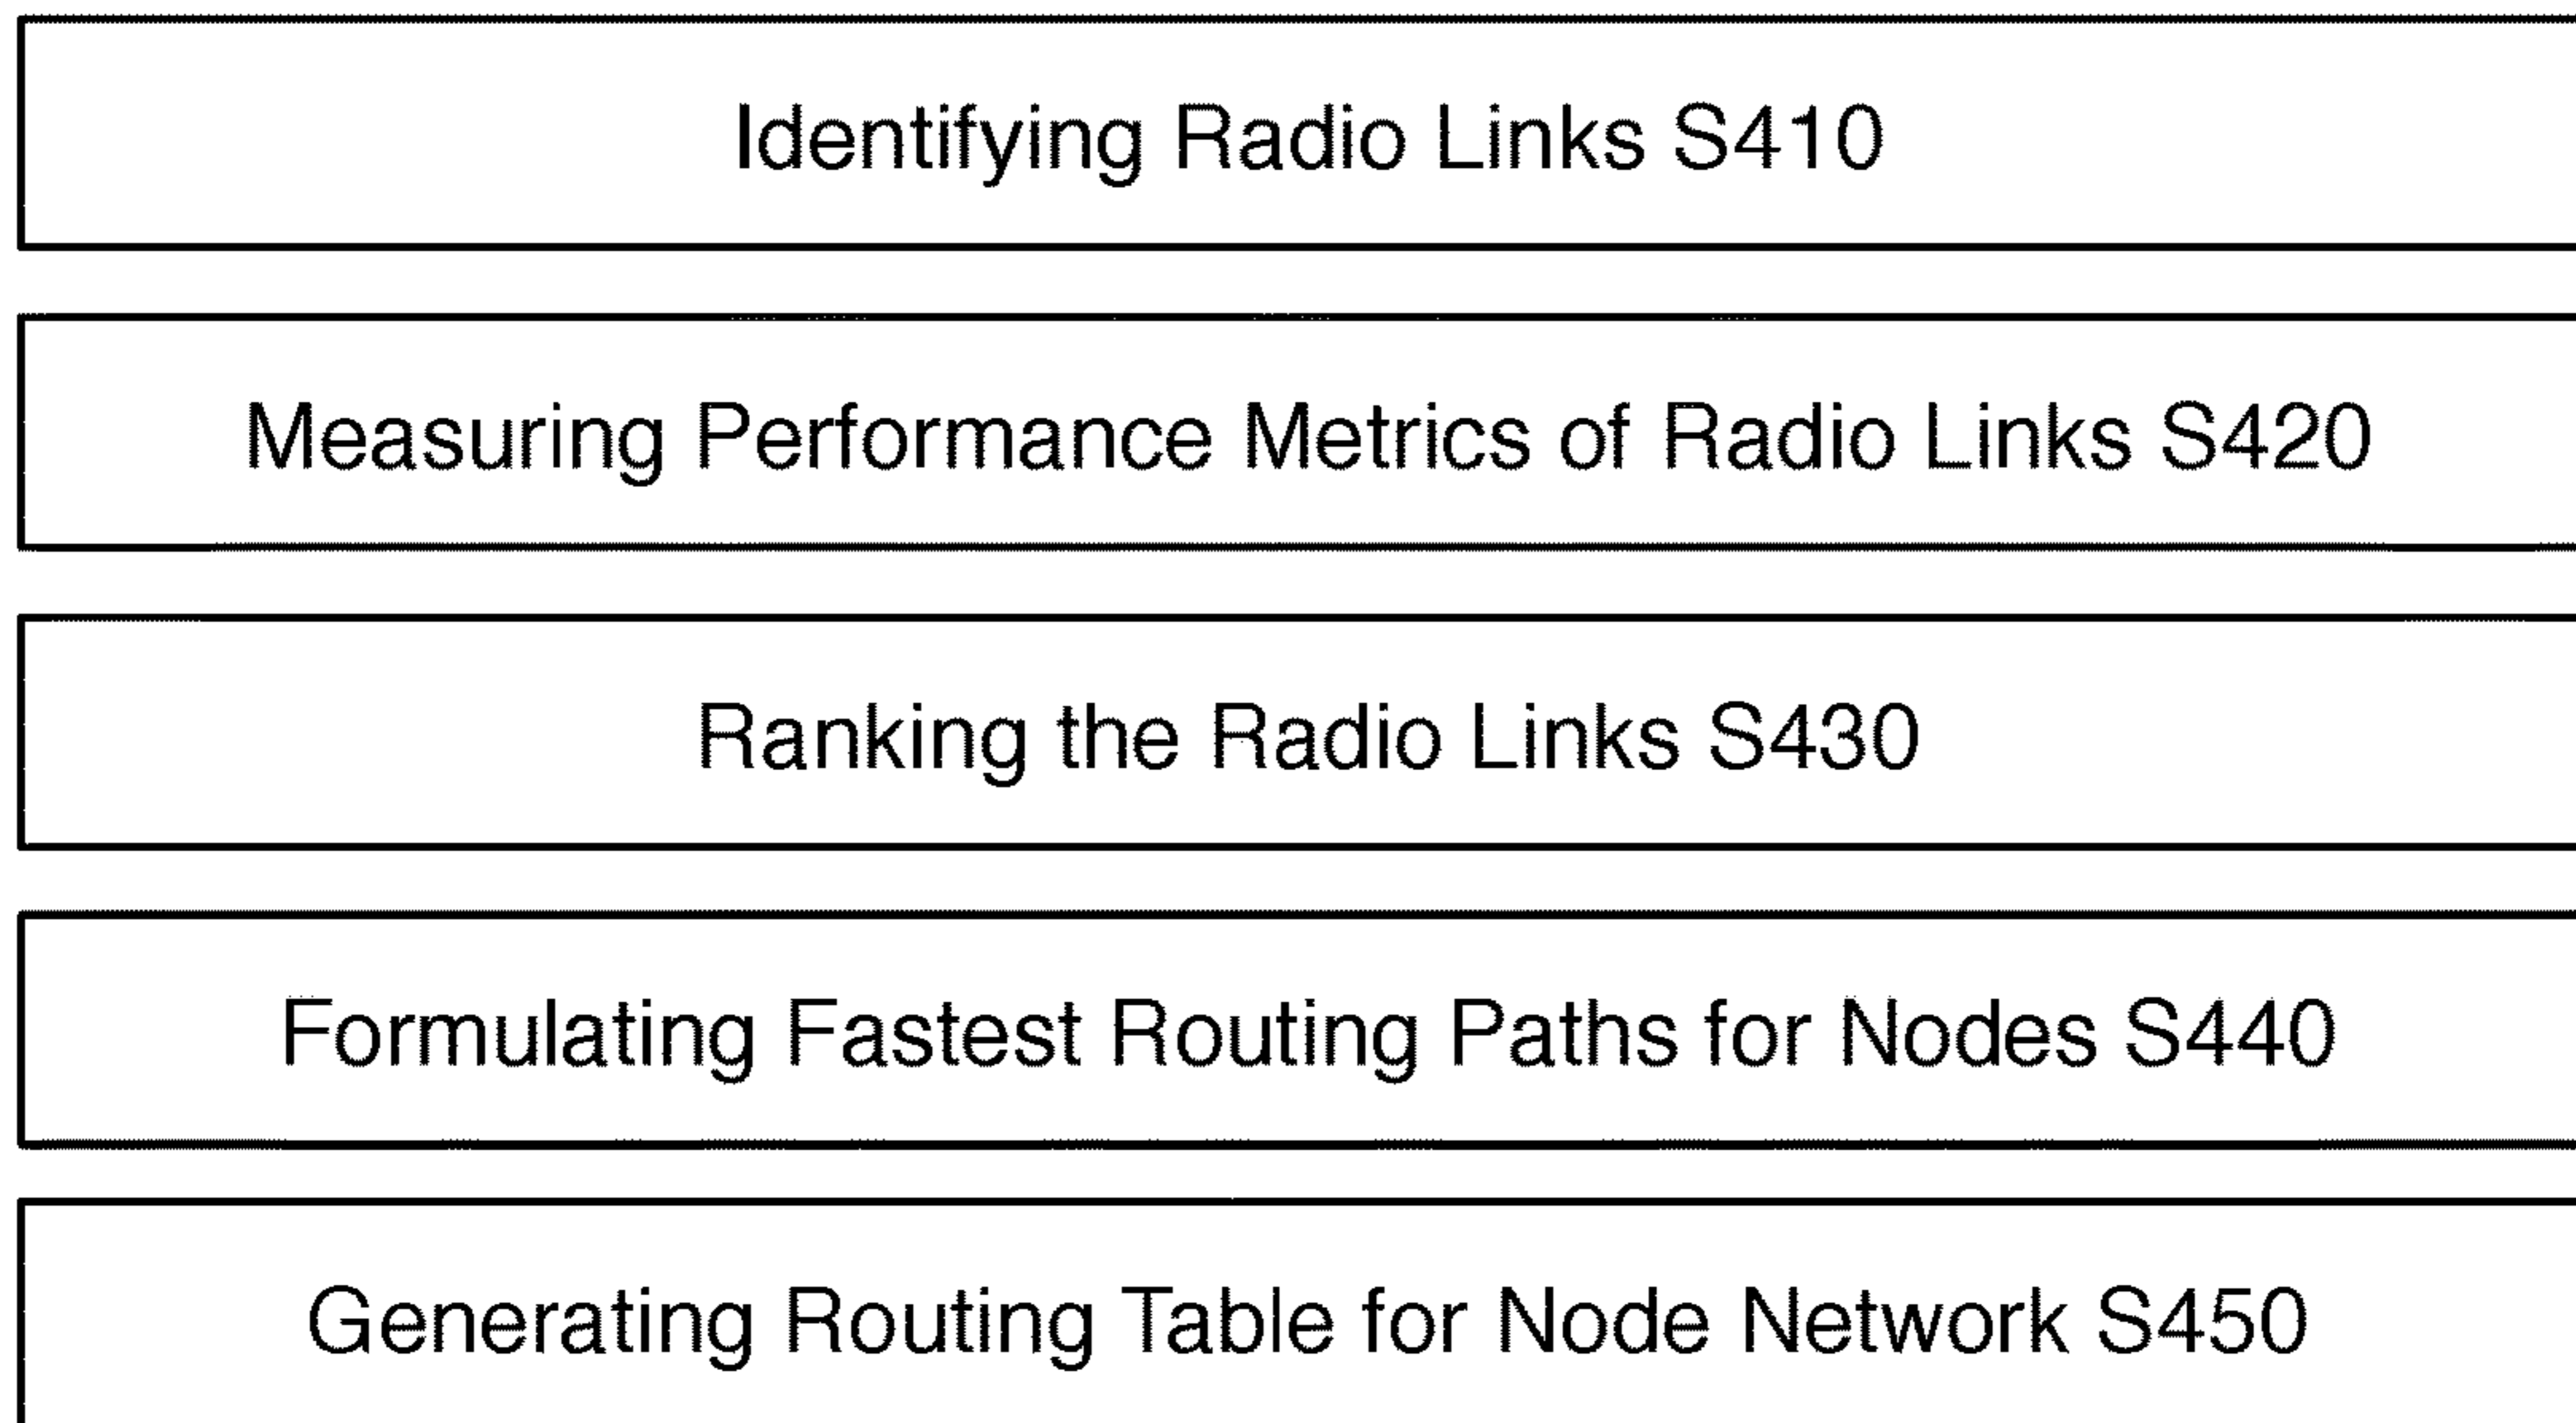 Identifying Radio Links S410
Measuring Performance Metrics of Radio Links S420
Ranking the Radio Links S430
Formulating Fastest Routing Paths for Nodes S440
Generating Routing Table for Node Network S450